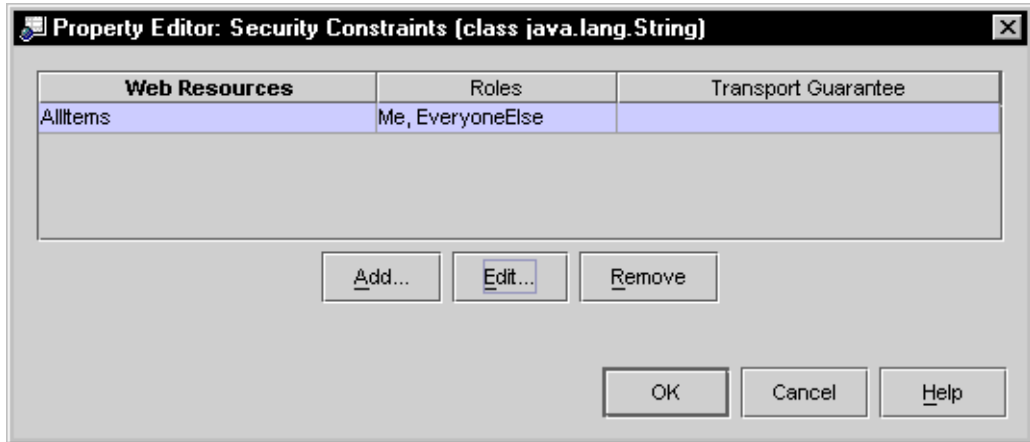 Property Editor: Security Constraints (class java.lang.String)
Web Resources Roles Transport Guarantee
AllItems Me, EveryoneElse
Add... Edit... Remove
OK Cancel Help